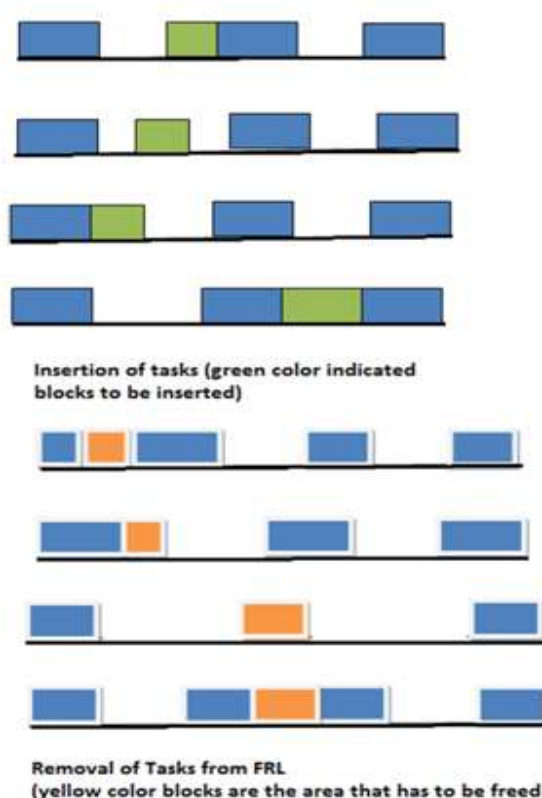 Insertion of tasks (green color indicated
blocks to be inserted)
Removal of Tasks from FRL
(yellow color blocks are the area that has to be freed